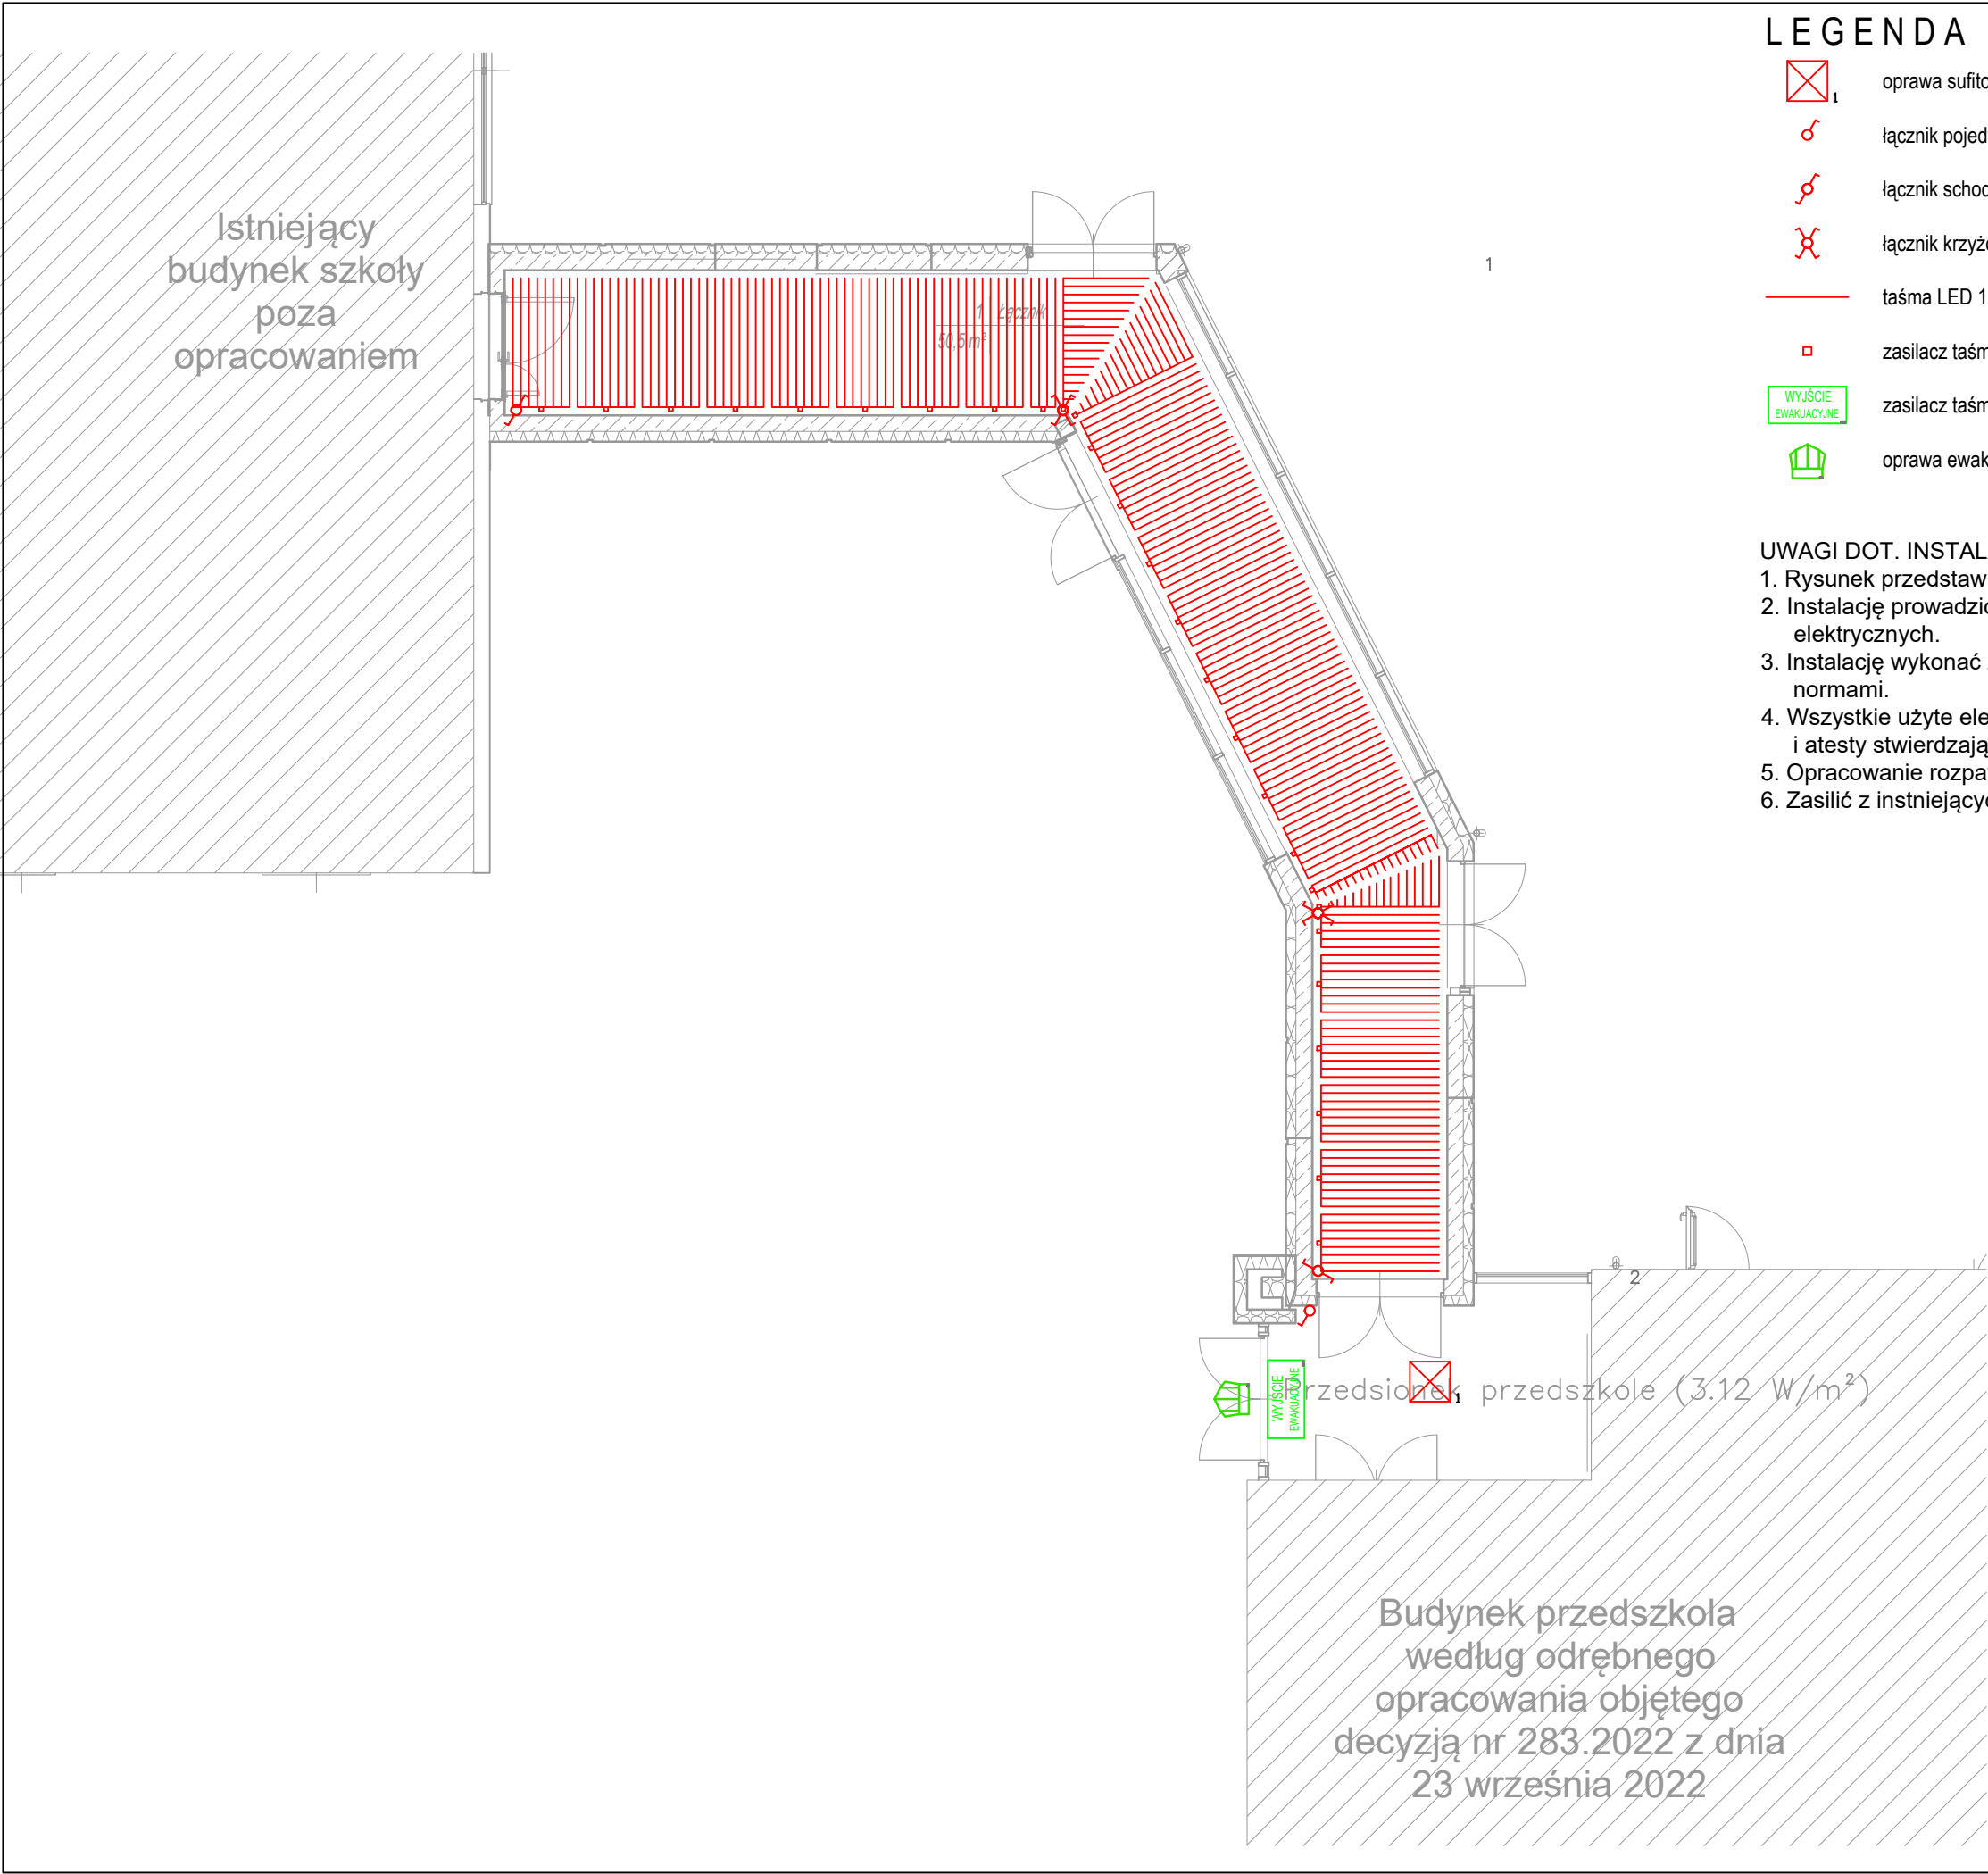 LEGENDA
1
oprawa sufito
łącznik pojed
łącznik schod
łącznik krzyż
taśma LED 1
zasilacz taśm
WYJŚCIE
EWAKUACYJNE
zasilacz taśm
oprawa ewak
UWAGI DOT. INSTAL
1. Rysunek przedstaw
2. Instalację prowadzi
elektrycznych.
3. Instalację wykonać
normami.
4. Wszystkie użyte ele
i atesty stwierdzają
5. Opracowanie rozpa
6. Zasilić z instniejący
Istniejący
budynek szkoły
poza
opracowaniem
1
1 Łącznik
50,5 m²
2
WYJŚCIE
EWAKUACYJNE
Przedsionek przedszkole (3.12 W/m²)
1
Budynek przedszkola
według odrębnego
opracowania objętego
decyzją nr 283.2022 z dnia
23 września 2022